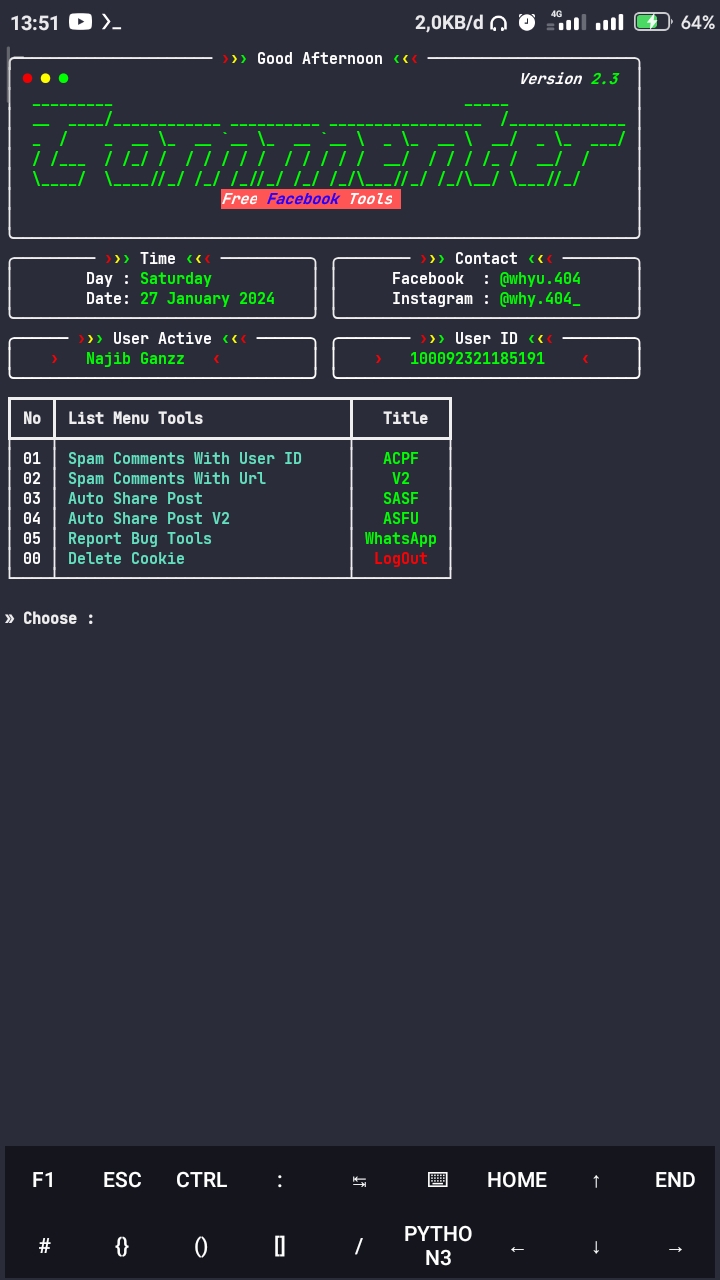 13:51 2,0KB/d 4G 64%
››› Good Afternoon ‹‹‹
Version 2.3
Commenter
Free Facebook Tools
››› Time ‹‹‹
Day : Saturday
Date: 27 January 2024
››› Contact ‹‹‹
Facebook : @whyu.404
Instagram : @why.404_
››› User Active ‹‹‹
› Najib Ganzz ‹
››› User ID ‹‹‹
› 100092321185191 ‹
No List Menu Tools Title
01 Spam Comments With User ID ACPF
02 Spam Comments With Url V2
03 Auto Share Post SASF
04 Auto Share Post V2 ASFU
05 Report Bug Tools WhatsApp
00 Delete Cookie LogOut
» Choose :
F1 ESC CTRL : ↹ ⌨ HOME ↑ END
# {} () [] / PYTHO
N3 ← ↓ →